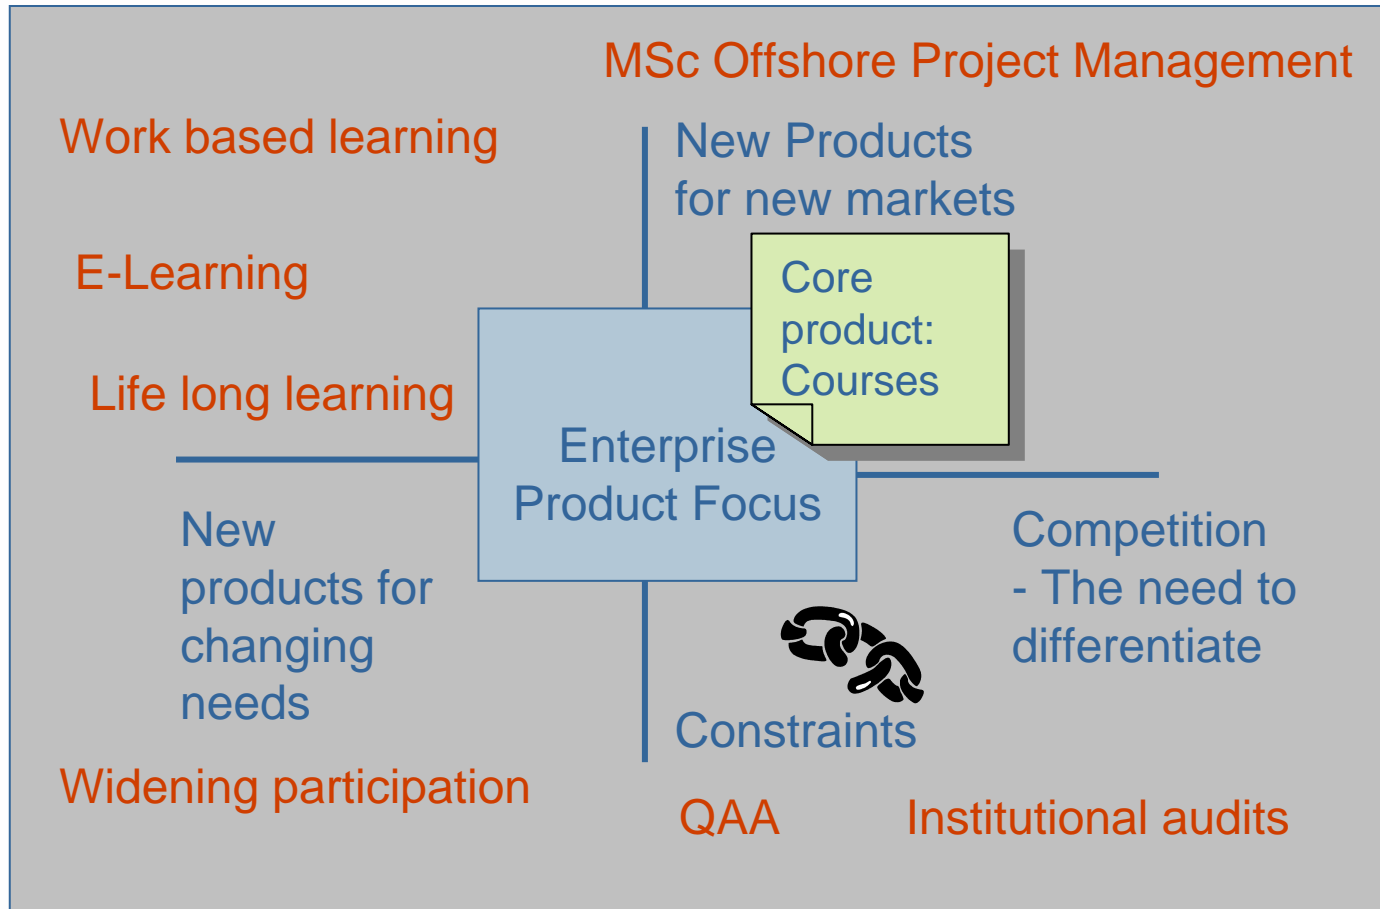 MSc Offshore Project Management
Work based learning
New Products
for new markets
E-Learning
Core
product:
Courses
Life long learning
Enterprise
Product Focus
New
products for
changing
needs
Competition
- The need to
differentiate
Constraints
Widening participation
QAA
Institutional audits